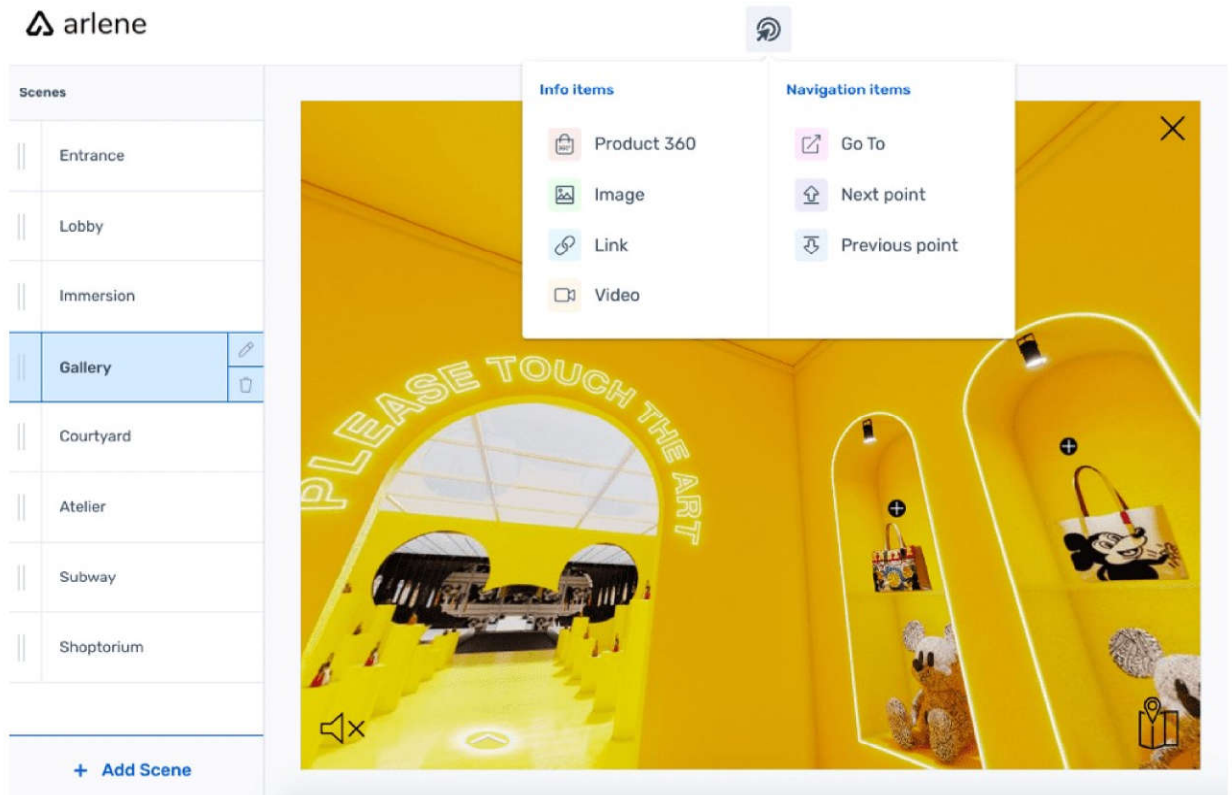 arlene
Scenes
Entrance
Lobby
Immersion
Gallery
Courtyard
Atelier
Subway
Shoptorium
+ Add Scene
Info items
Product 360
Image
Link
Video
Navigation items
Go To
Next point
Previous point
PLEASE TOUCH THE ART